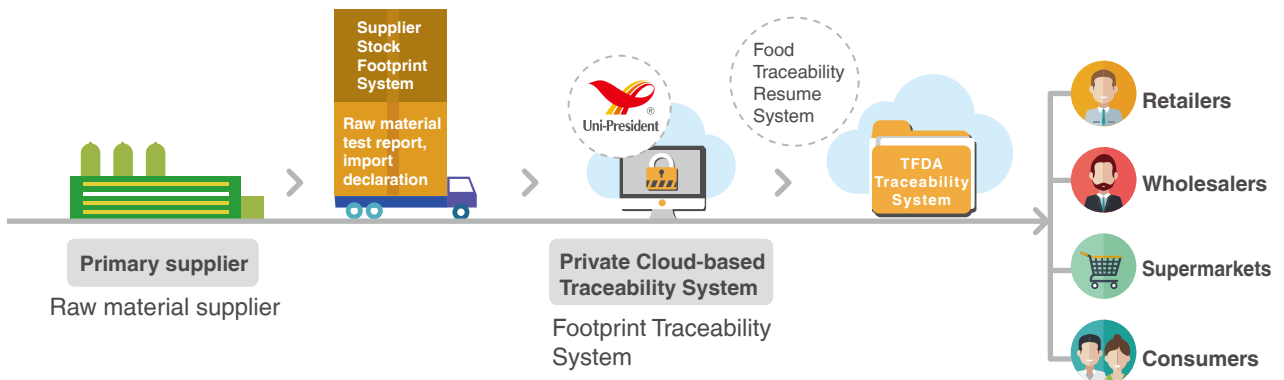 Supplier
Stock
Footprint
System
Raw material
test report,
import
declaration
Primary supplier
Raw material supplier
®
Uni-President
Private Cloud-based
Traceability System
Footprint Traceability
System
Food
Traceability
Resume
System
TFDA
Traceability
System
Retailers
Wholesalers
Supermarkets
Consumers